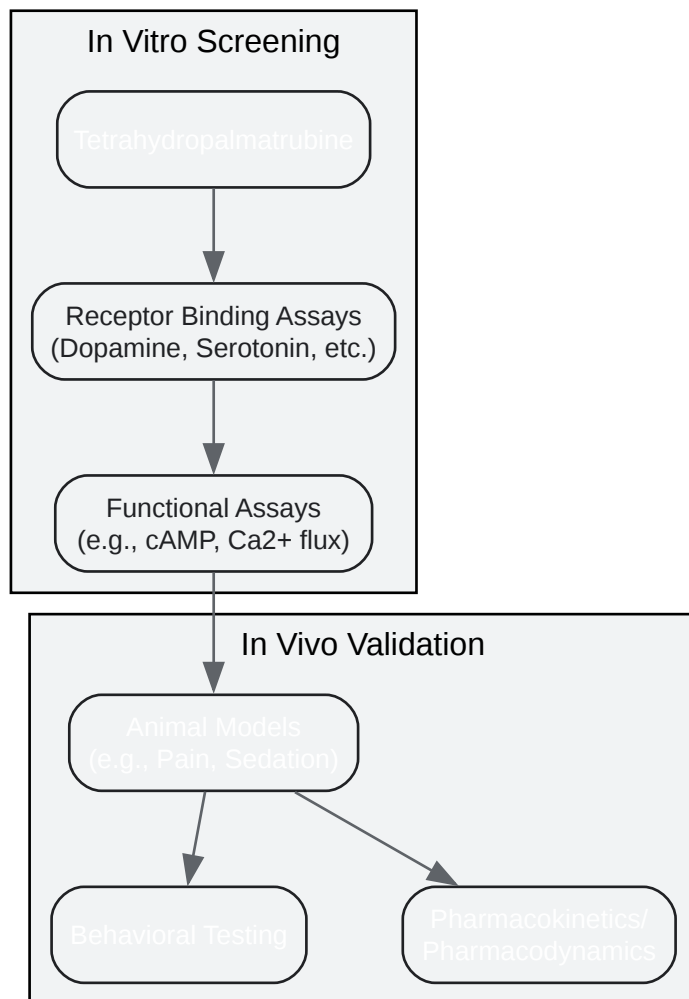 In Vitro Screening
Tetrahydropalmatrubine
Receptor Binding Assays
(Dopamine, Serotonin, etc.)
Functional Assays
(e.g., cAMP, Ca2+ flux)
In Vivo Validation
Animal Models
(e.g., Pain, Sedation)
Behavioral Testing
Pharmacokinetics/
Pharmacodynamics